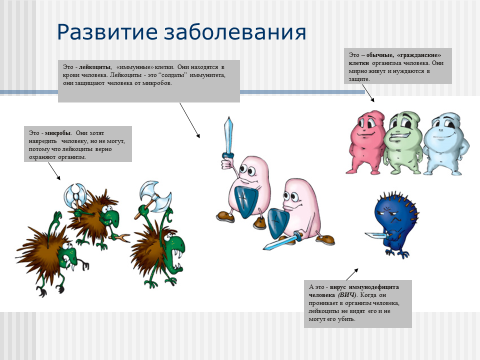 Развитие заболевания
Это - лейкоциты, «иммунные» клетки. Они находятся в
крови человека. Лейкоциты - это "солдаты" иммунитета,
они защищают человека от микробов.
Это – обычные, «гражданские»
клетки организма человека. Они
мирно живут и нуждаются в
защите.
Это - микробы. Они хотят
навредить человеку, но не могут,
потому что лейкоциты верно
охраняют организм.
А это - вирус иммунодефицита
человека (ВИЧ). Когда он
проникает в организм человека,
лейкоциты не видят его и не
могут его убить.